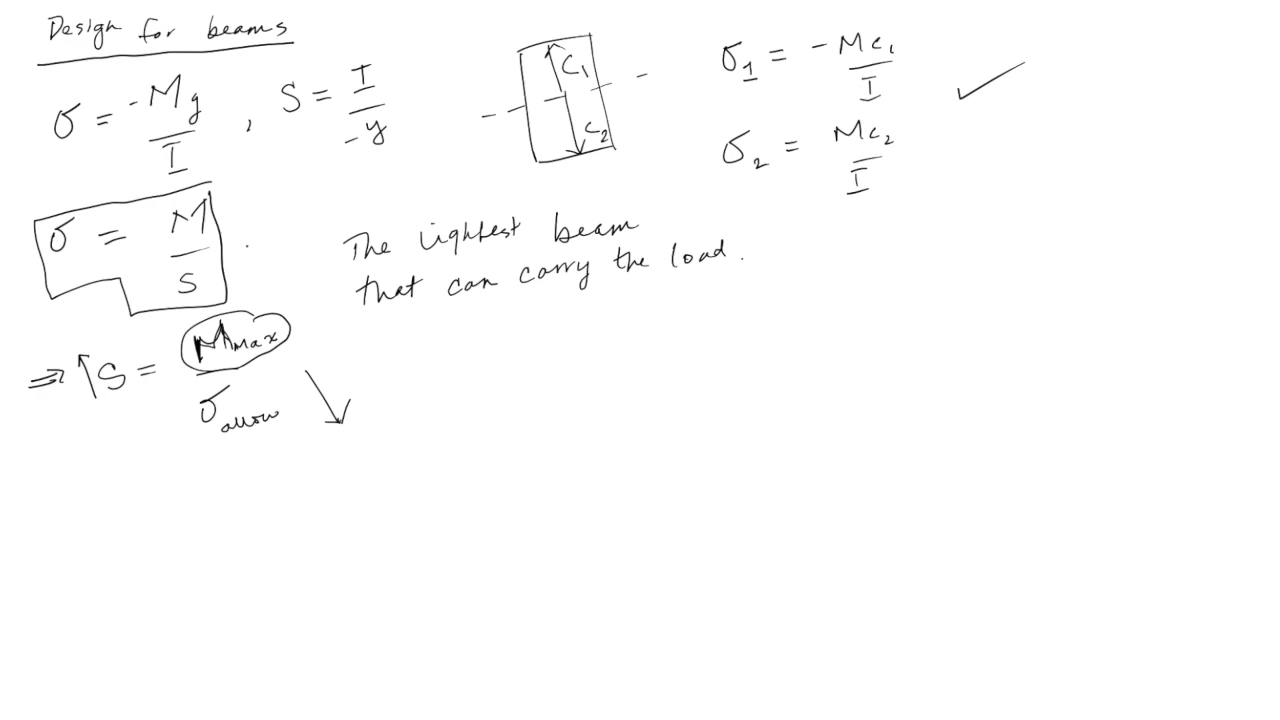 Design for beams
σ = -My/I , S = I/-y
σ = M/S
⇒ ↑S = Mmax/σallow ↘
C1
C2
σ1 = -Mc1/I ✓
σ2 = Mc2/I
The lightest beam
that can carry the load.